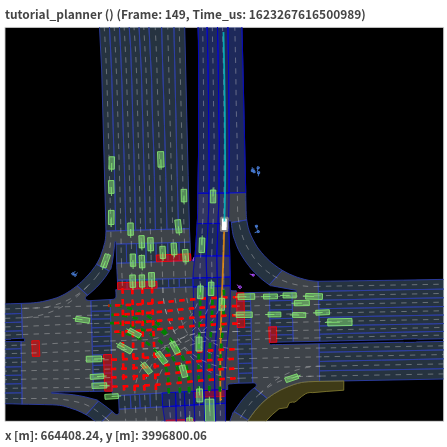 tutorial_planner () (Frame: 149, Time_us: 1623267616500989)
x [m]: 664408.24, y [m]: 3996800.06